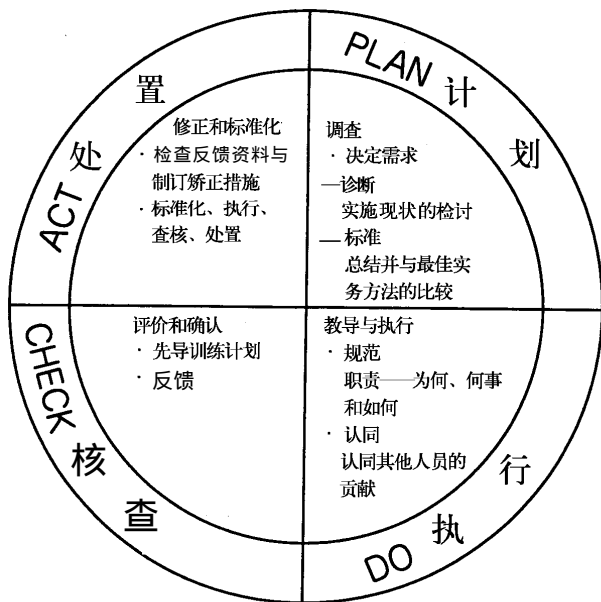 PLAN 计划
调查
· 决定需求
—诊断
实施现状的检讨
—标准
总结并与最佳实
务方法的比较
DO 执行
教导与执行
· 规范
职责——为何、何事
和如何
· 认同
认同其他人员的
贡献
CHECK 核查
评价和确认
· 先导训练计划
· 反馈
ACT 处置
修正和标准化
· 检查反馈资料与
制订矫正措施
· 标准化、执行、
查核、处置